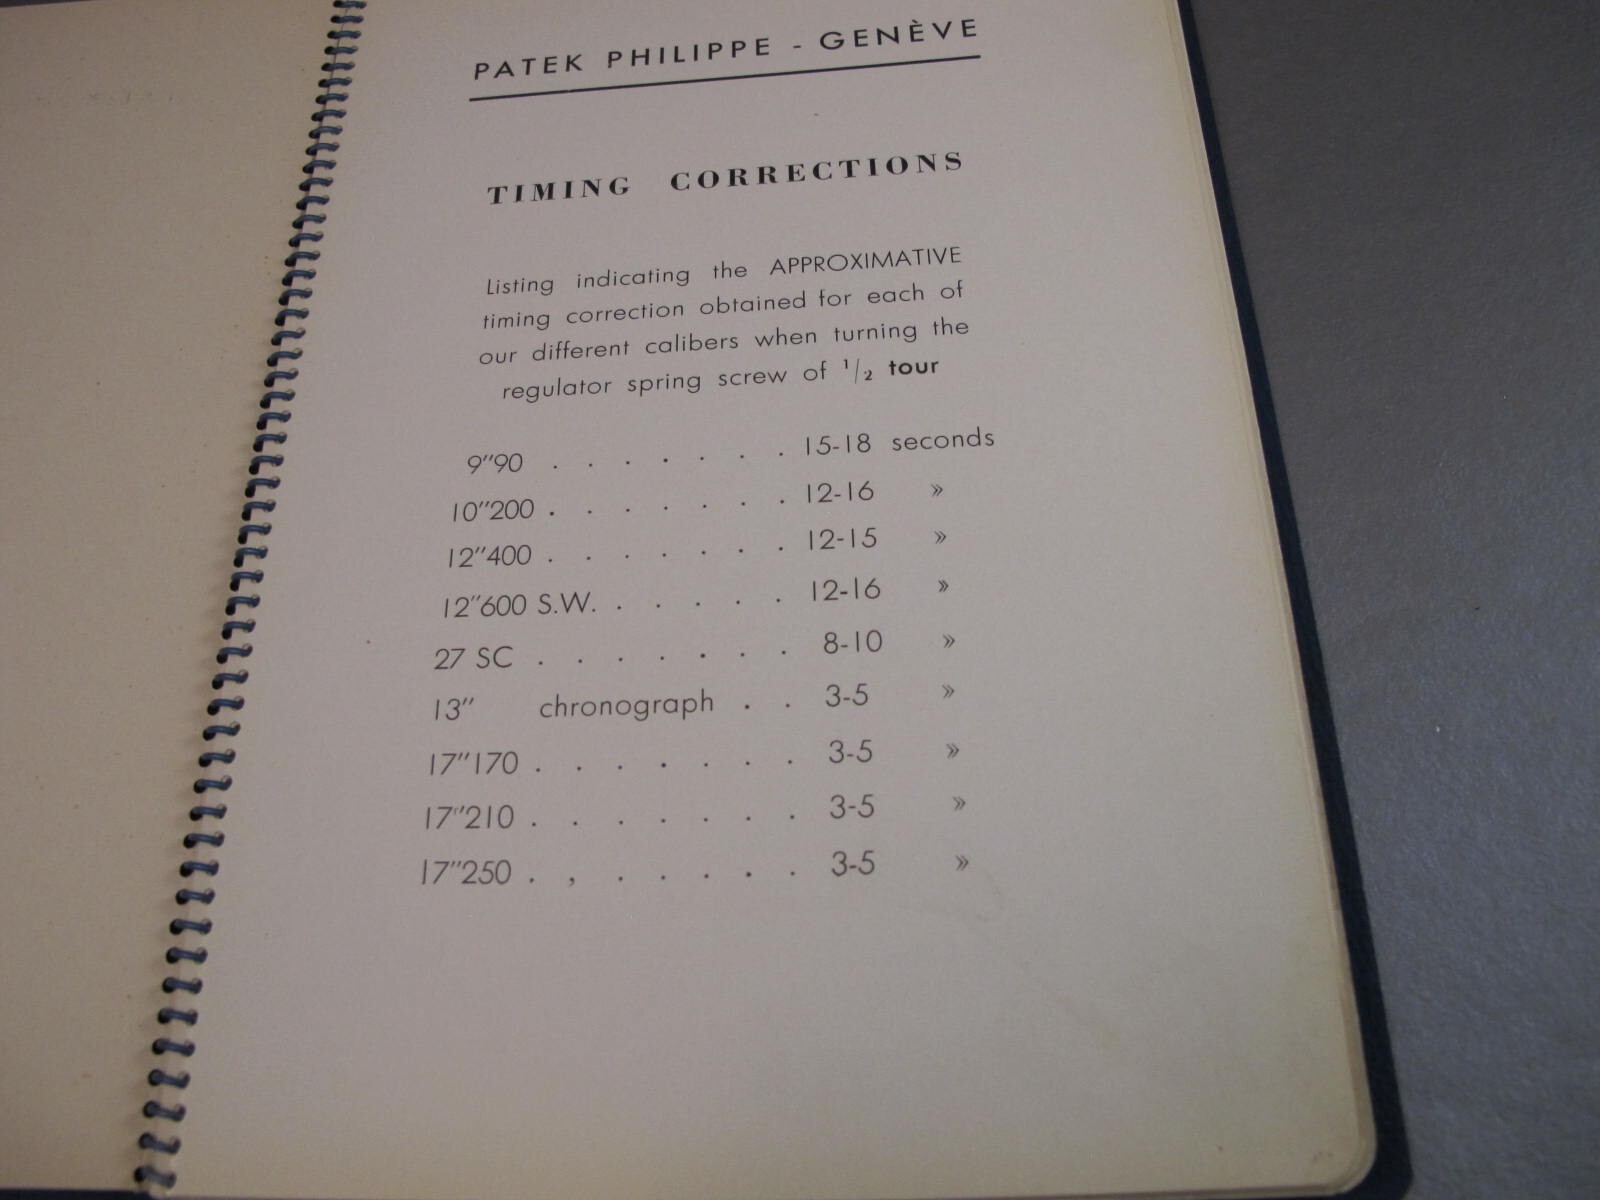 PATEK PHILIPPE - GENÈVE
TIMING CORRECTIONS
Listing indicating the APPROXIMATIVE
timing correction obtained for each of
our different calibers when turning the
regulator spring screw of 1/2 tour
9"90 . . . . . . . 15-18 seconds
10"200 . . . . . . . 12-16 »
12"400 . . . . . . . 12-15 »
12"600 S.W. . . . . . 12-16 »
27 SC . . . . . . . 8-10 »
13" chronograph . . 3-5 »
17"170 . . . . . . . 3-5 »
17"210 . . . . . . . 3-5 »
17"250 . , . . . . . 3-5 »